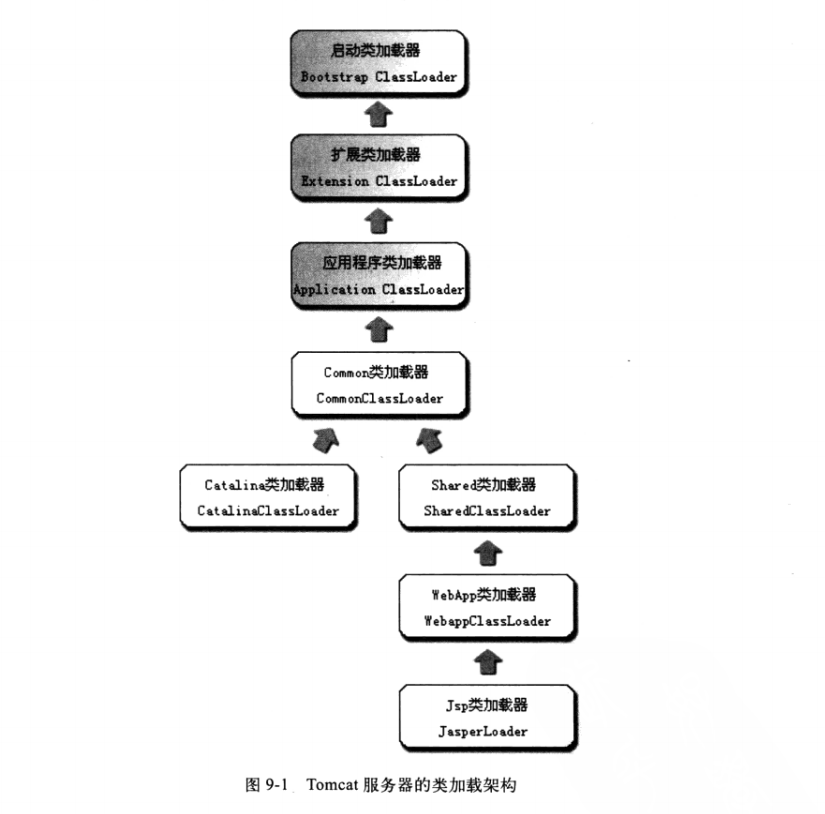 启动类加载器
Bootstrap ClassLoader
扩展类加载器
Extension ClassLoader
应用程序类加载器
Application ClassLoader
Common类加载器
CommonClassLoader
Catalina类加载器
CatalinaClassLoader
Shared类加载器
SharedClassLoader
WebApp类加载器
WebappClassLoader
Jsp类加载器
JasperLoader
图 9-1 Tomcat 服务器的类加载架构